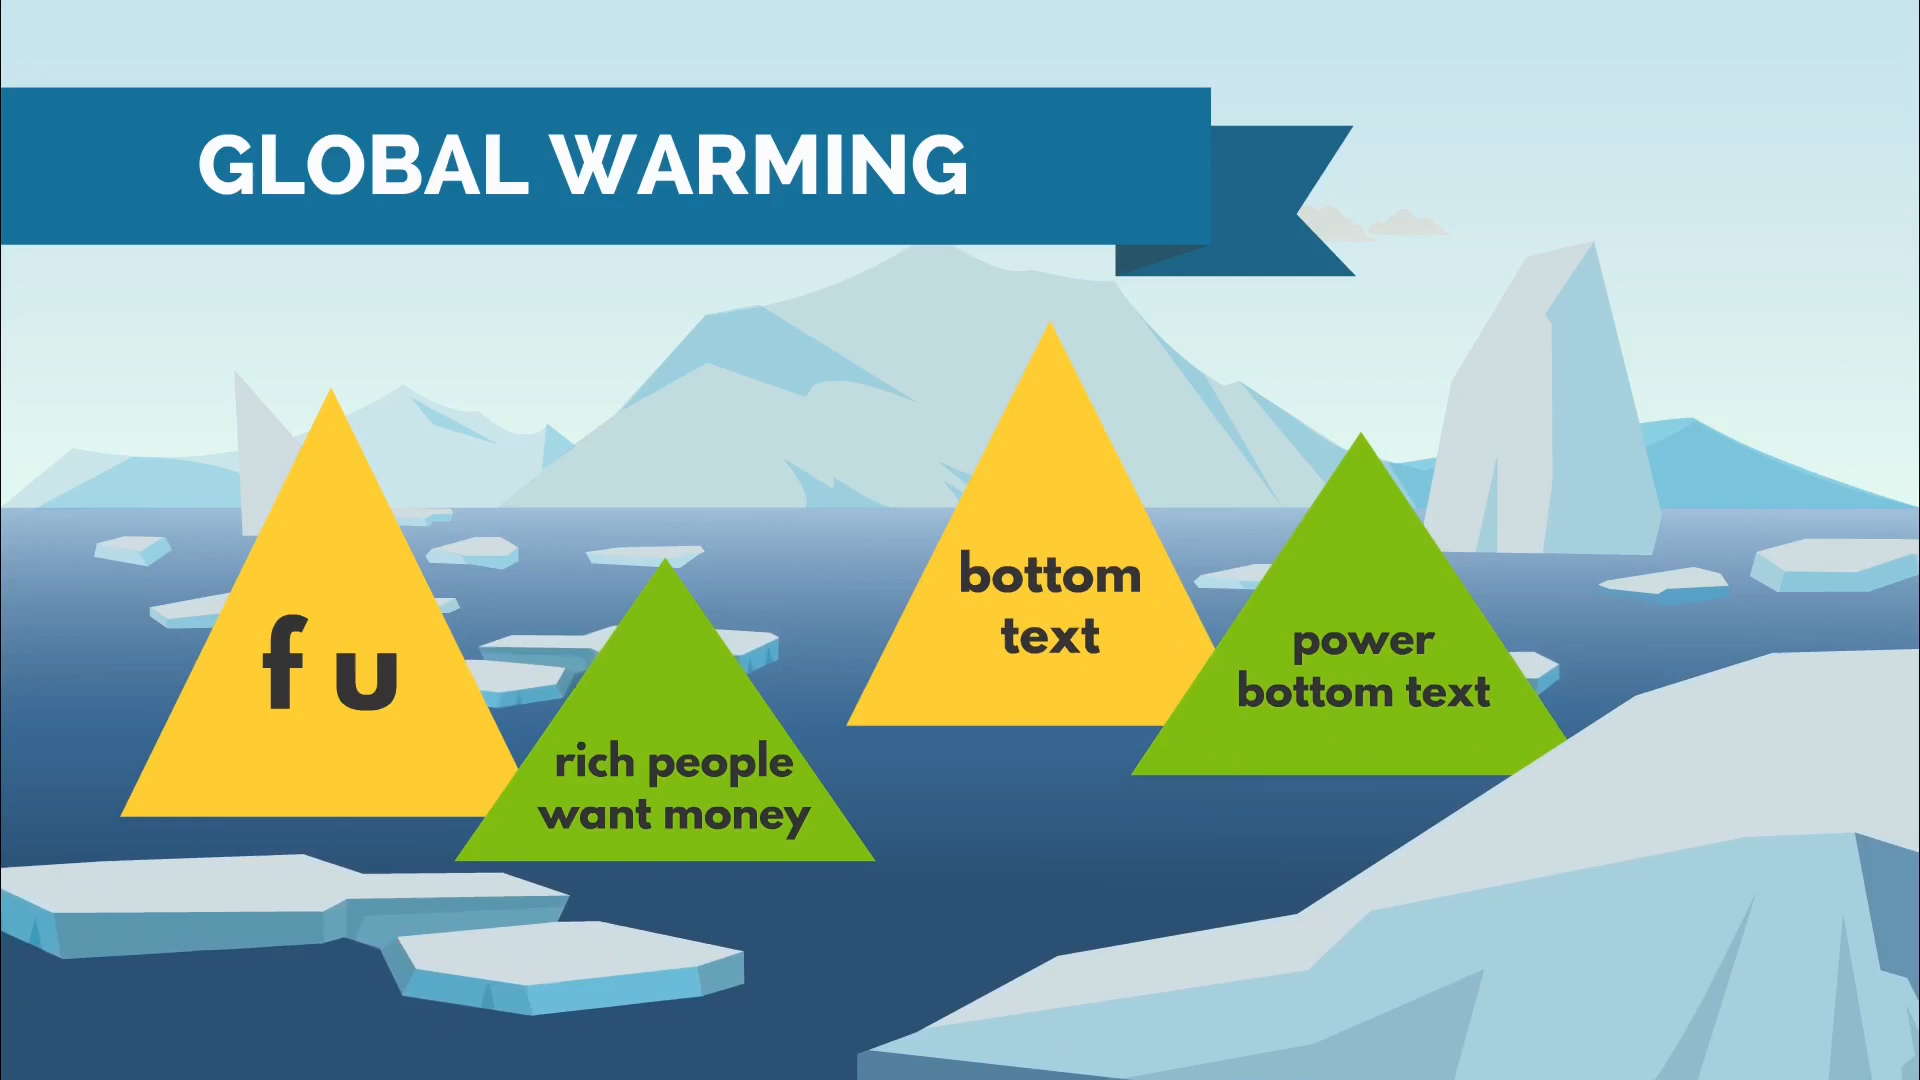 GLOBAL WARMING
f u
rich people
want money
bottom
text
power
bottom text